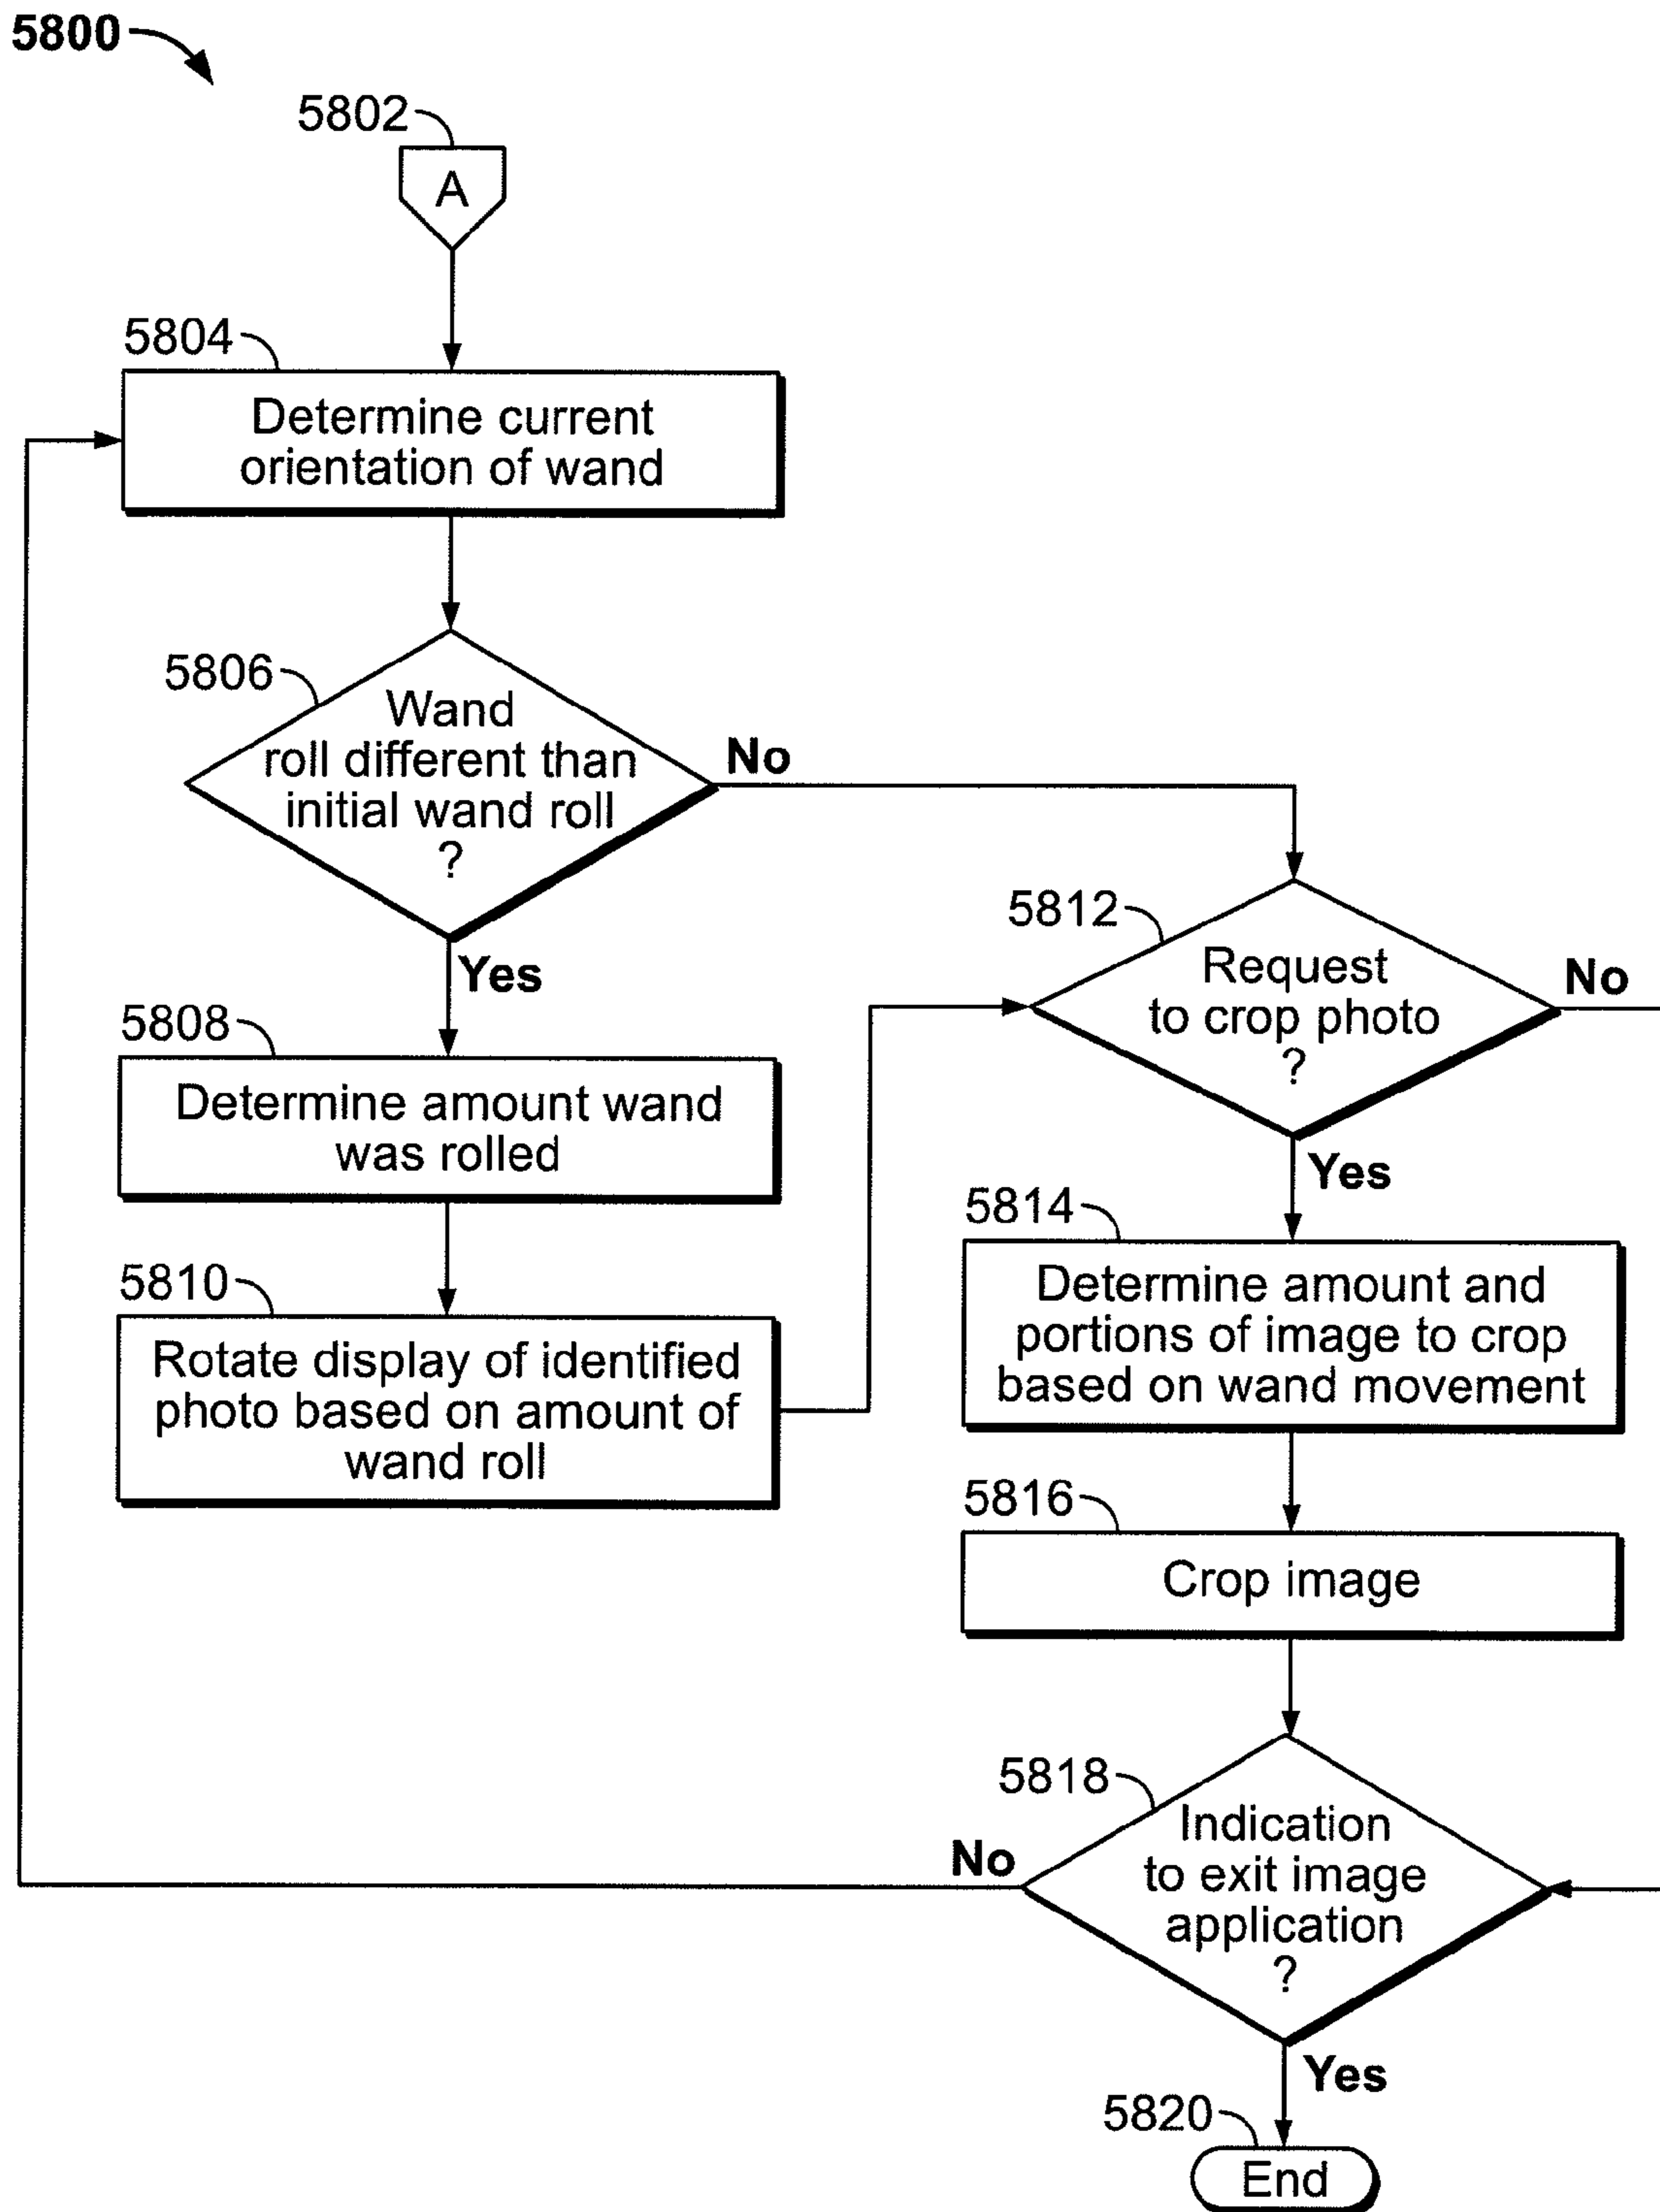 5800
5802
A
5804
Determine current
orientation of wand
5806
Wand
roll different than
initial wand roll
?
No
Yes
5808
Determine amount wand
was rolled
5810
Rotate display of identified
photo based on amount of
wand roll
5812
Request
to crop photo
?
No
Yes
5814
Determine amount and
portions of image to crop
based on wand movement
5816
Crop image
5818
Indication
to exit image
application
?
No
Yes
5820
End